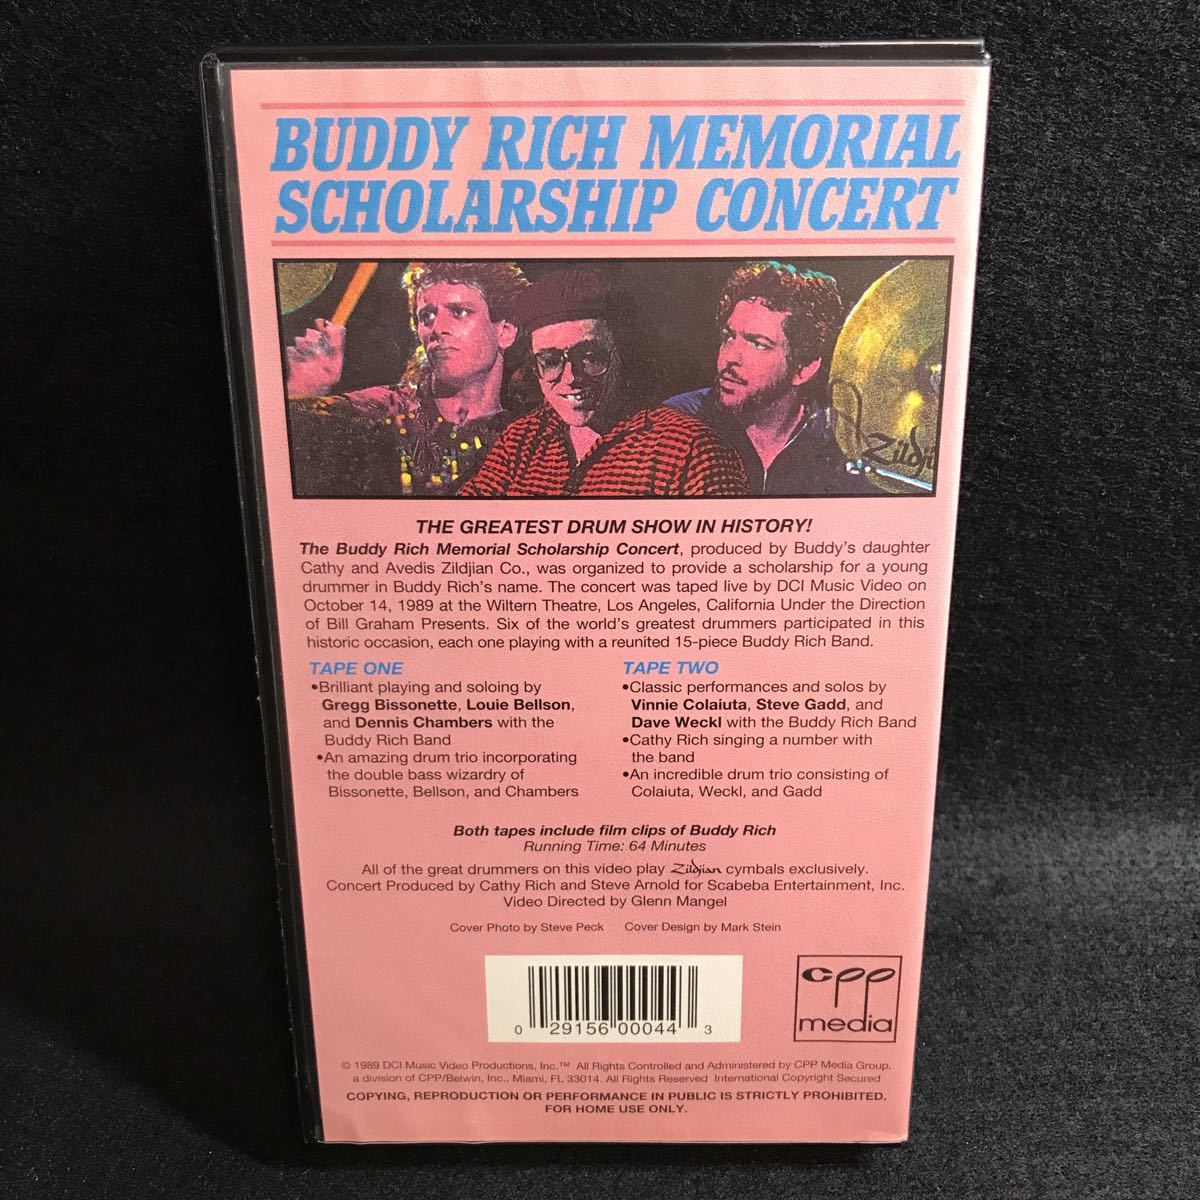 BUDDY RICH MEMORIAL
SCHOLARSHIP CONCERT
Zildji
THE GREATEST DRUM SHOW IN HISTORY!
The Buddy Rich Memorial Scholarship Concert, produced by Buddy's daughter
Cathy and Avedis Zildjian Co., was organized to provide a scholarship for a young
drummer in Buddy Rich's name. The concert was taped live by DCI Music Video on
October 14, 1989 at the Wiltern Theatre, Los Angeles, California Under the Direction
of Bill Graham Presents. Six of the world's greatest drummers participated in this
historic occasion, each one playing with a reunited 15-piece Buddy Rich Band.
TAPE ONE
•Brilliant playing and soloing by
Gregg Bissonette, Louie Bellson,
and Dennis Chambers with the
Buddy Rich Band
•An amazing drum trio incorporating
the double bass wizardry of
Bissonette, Bellson, and Chambers
TAPE TWO
•Classic performances and solos by
Vinnie Colaiuta, Steve Gadd, and
Dave Weckl with the Buddy Rich Band
•Cathy Rich singing a number with
the band
•An incredible drum trio consisting of
Colaiuta, Weckl, and Gadd
Both tapes include film clips of Buddy Rich
Running Time: 64 Minutes
All of the great drummers on this video play Zildjian cymbals exclusively.
Concert Produced by Cathy Rich and Steve Arnold for Scabeba Entertainment, Inc.
Video Directed by Glenn Mangel
Cover Photo by Steve Peck Cover Design by Mark Stein
0 29156 00044 3
cpp
media
© 1989 DCI Music Video Productions, Inc.™ All Rights Controlled and Administered by CPP Media Group,
a division of CPP/Belwin, Inc., Miami, FL 33014. All Rights Reserved International Copyright Secured
COPYING, REPRODUCTION OR PERFORMANCE IN PUBLIC IS STRICTLY PROHIBITED.
FOR HOME USE ONLY.